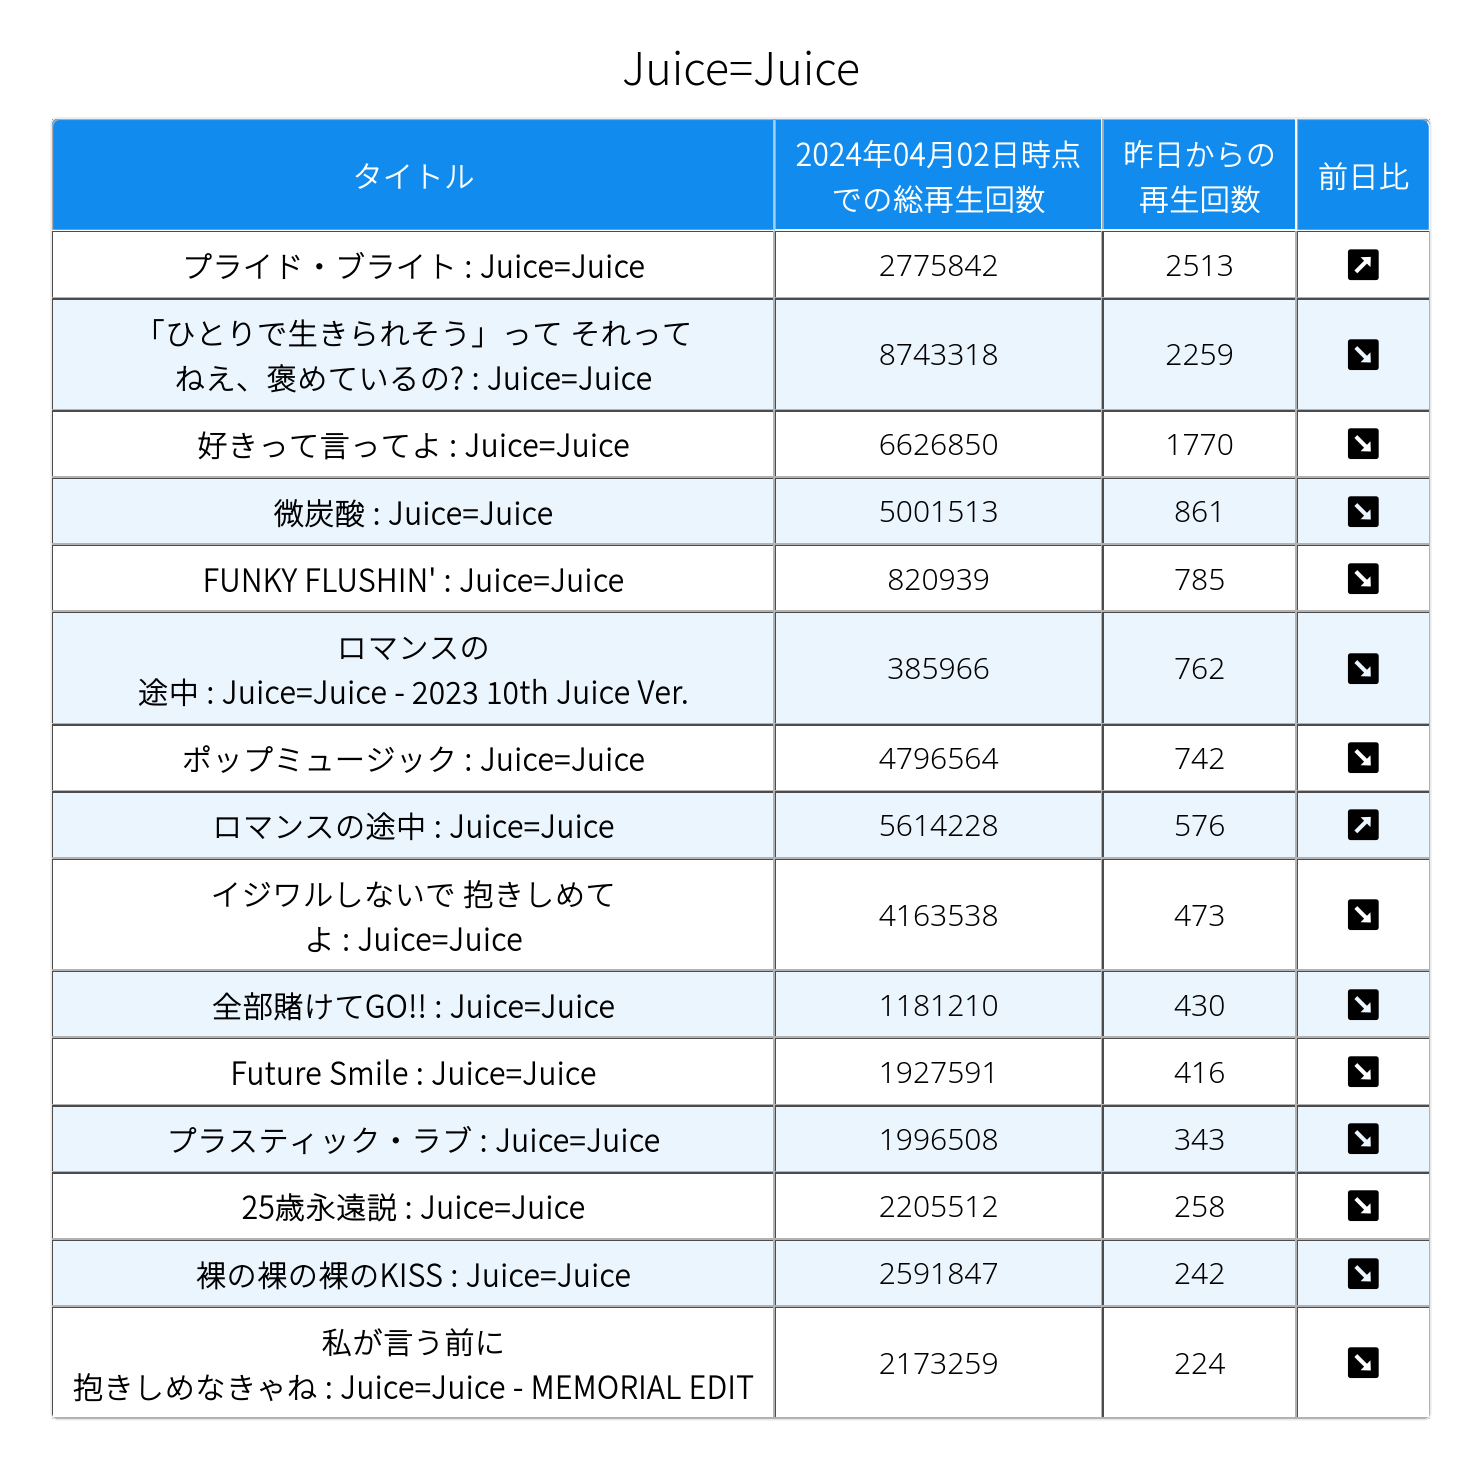 Juice=Juice
タイトル
2024年04月02日時点
での総再生回数
昨日からの
再生回数
前日比
プライド・ブライト : Juice=Juice
2775842
2513
「ひとりで生きられそう」って それって
ねえ、褒めているの? : Juice=Juice
8743318
2259
好きって言ってよ : Juice=Juice
6626850
1770
微炭酸 : Juice=Juice
5001513
861
FUNKY FLUSHIN' : Juice=Juice
820939
785
ロマンスの
途中 : Juice=Juice - 2023 10th Juice Ver.
385966
762
ポップミュージック : Juice=Juice
4796564
742
ロマンスの途中 : Juice=Juice
5614228
576
イジワルしないで 抱きしめて
よ : Juice=Juice
4163538
473
全部賭けてGO!! : Juice=Juice
1181210
430
Future Smile : Juice=Juice
1927591
416
プラスティック・ラブ : Juice=Juice
1996508
343
25歳永遠説 : Juice=Juice
2205512
258
裸の裸の裸のKISS : Juice=Juice
2591847
242
私が言う前に
抱きしめなきゃね : Juice=Juice - MEMORIAL EDIT
2173259
224